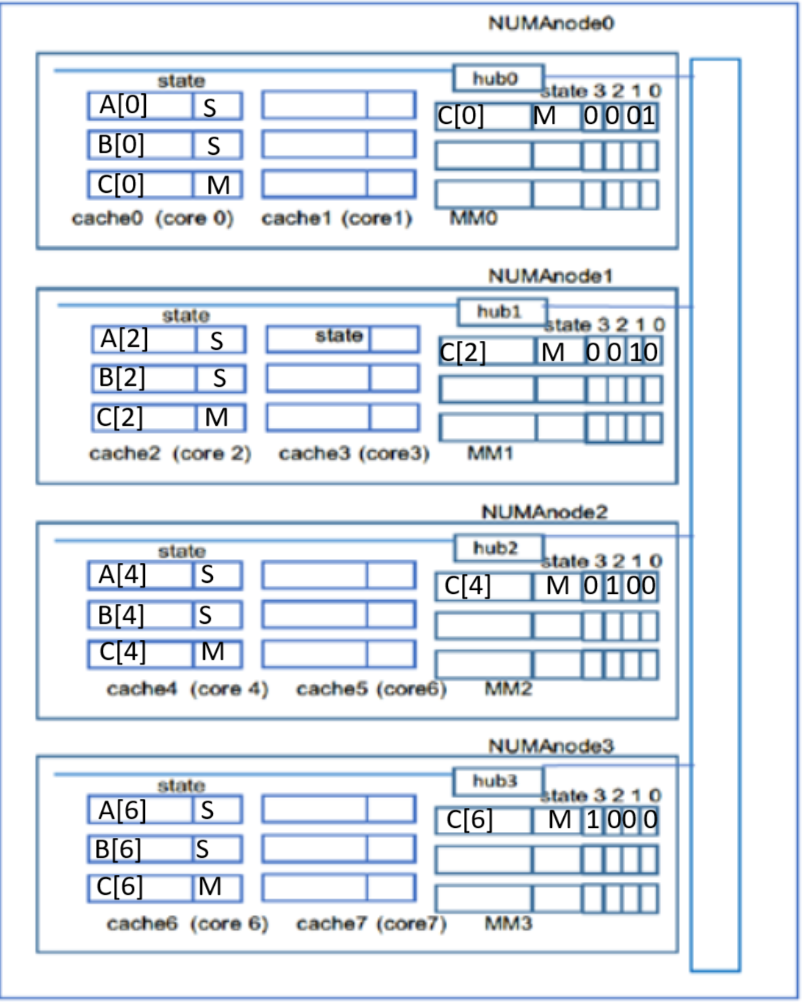 NUMAnode0
hub0
state
state 3 2 1 0
A[0] S
C[0] M 0 0 0 1
B[0] S
C[0] M
cache0 (core 0) cache1 (core1) MM0
NUMAnode1
hub1
state
state 3 2 1 0
A[2] S state
C[2] M 0 0 1 0
B[2] S
C[2] M
cache2 (core 2) cache3 (core3) MM1
NUMAnode2
hub2
state
state 3 2 1 0
A[4] S
C[4] M 0 1 0 0
B[4] S
C[4] M
cache4 (core 4) cache5 (core6) MM2
NUMAnode3
hub3
state
state 3 2 1 0
A[6] S
C[6] M 1 0 0 0
B[6] S
C[6] M
cache6 (core 6) cache7 (core7) MM3